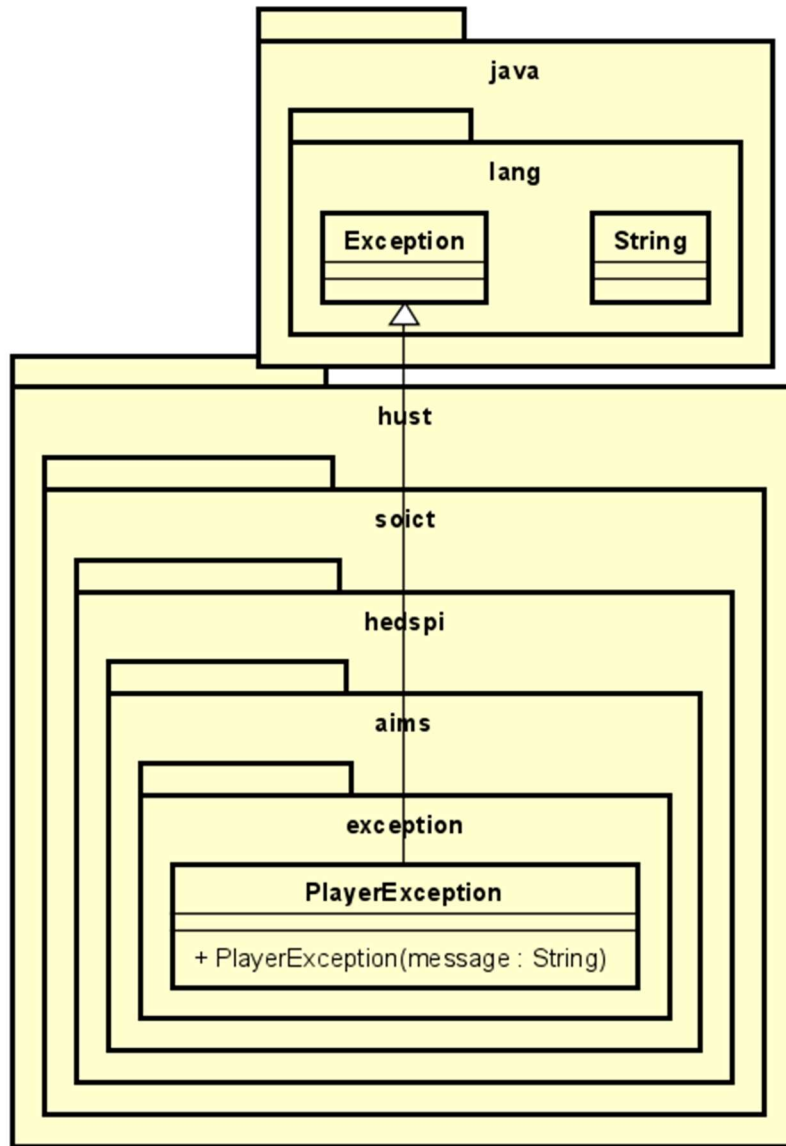 java
lang
Exception
String
hust
soict
hedspi
aims
exception
PlayerException
+ PlayerException(message : String)